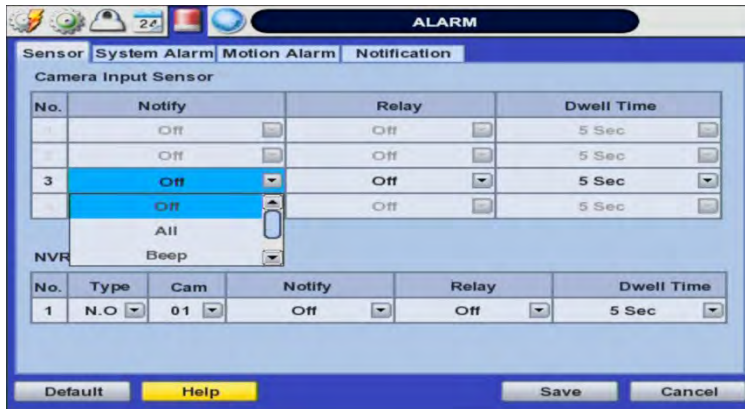 24 ALARM
Sensor System Alarm Motion Alarm Notification
Camera Input Sensor
No. Notify Relay Dwell Time
Off Off 5 Sec
Off Off 5 Sec
3 Off Off 5 Sec
Off Off 5 Sec
All
NVR Beep
No. Type Cam Notify Relay Dwell Time
1 N.O 01 Off Off 5 Sec
Default Help Save Cancel